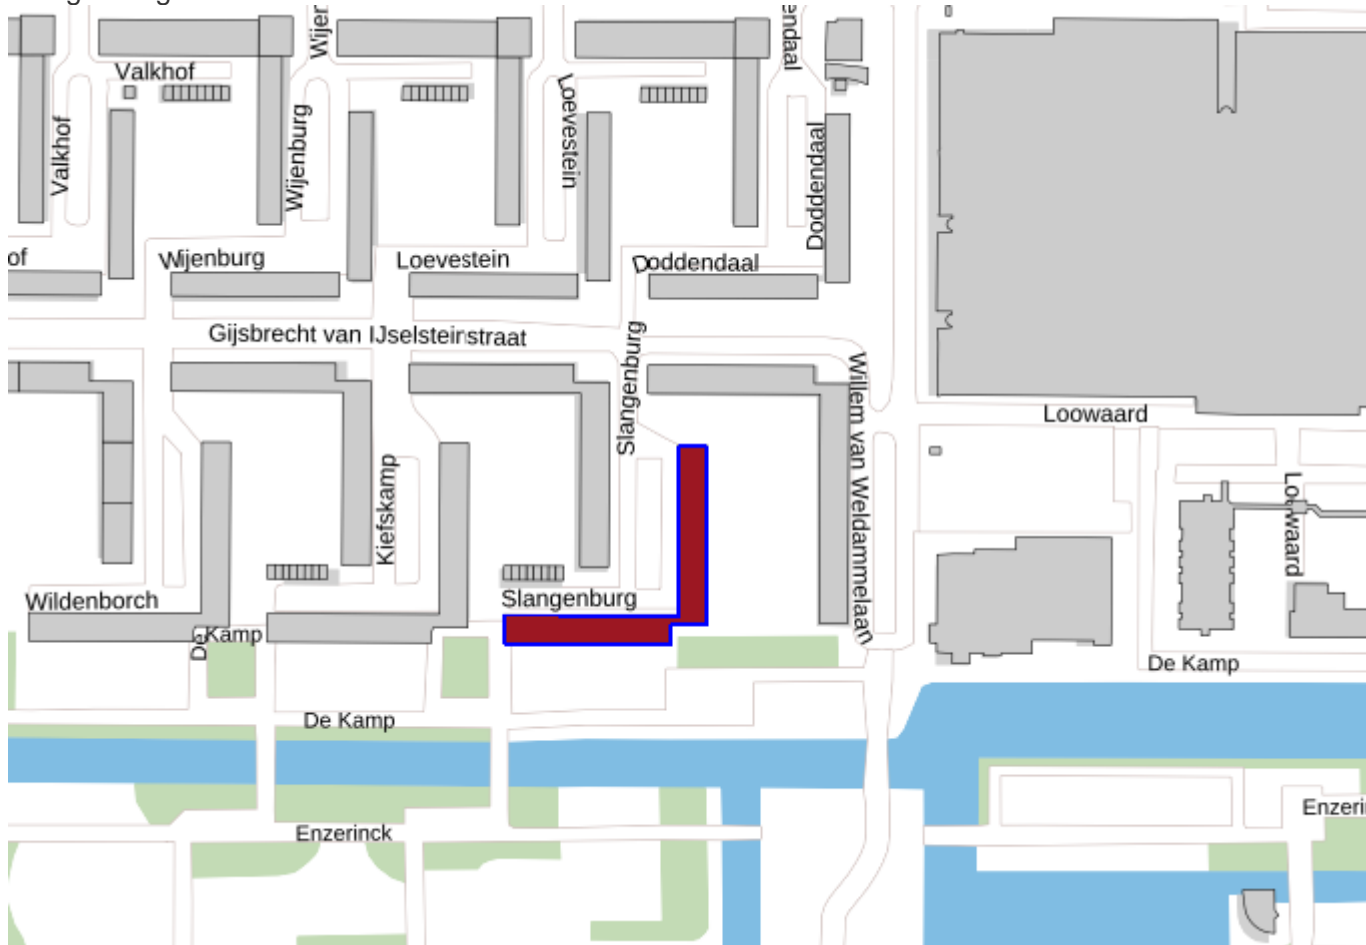 Valkhof
Valkhof
Wijenburg
Loevestein
Doddendaal
Wijenburg
Loevestein
Doddendaal
Gijsbrecht van IJselsteinstraat
Slangenburg
Willem van Weldammelaan
Loowaard
Kiefskamp
Loowaard
Wildenborch
Slangenburg
De Kamp
De Kamp
De Kamp
Enzerinck